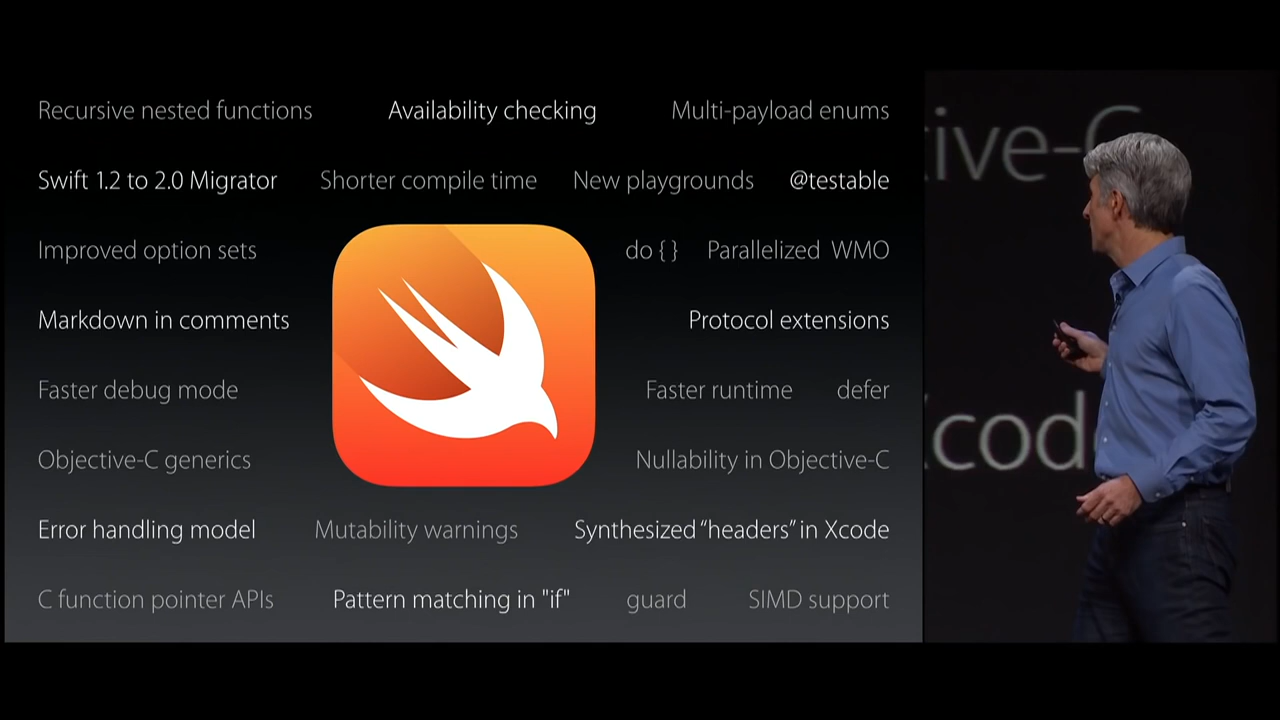 Recursive nested functions Availability checking Multi-payload enums
Swift 1.2 to 2.0 Migrator Shorter compile time New playgrounds @testable
Improved option sets do { } Parallelized WMO
Markdown in comments Protocol extensions
Faster debug mode Faster runtime defer
Objective-C generics Nullability in Objective-C
Error handling model Mutability warnings Synthesized “headers” in Xcode
C function pointer APIs Pattern matching in "if" guard SIMD support
tive-C
Xcod